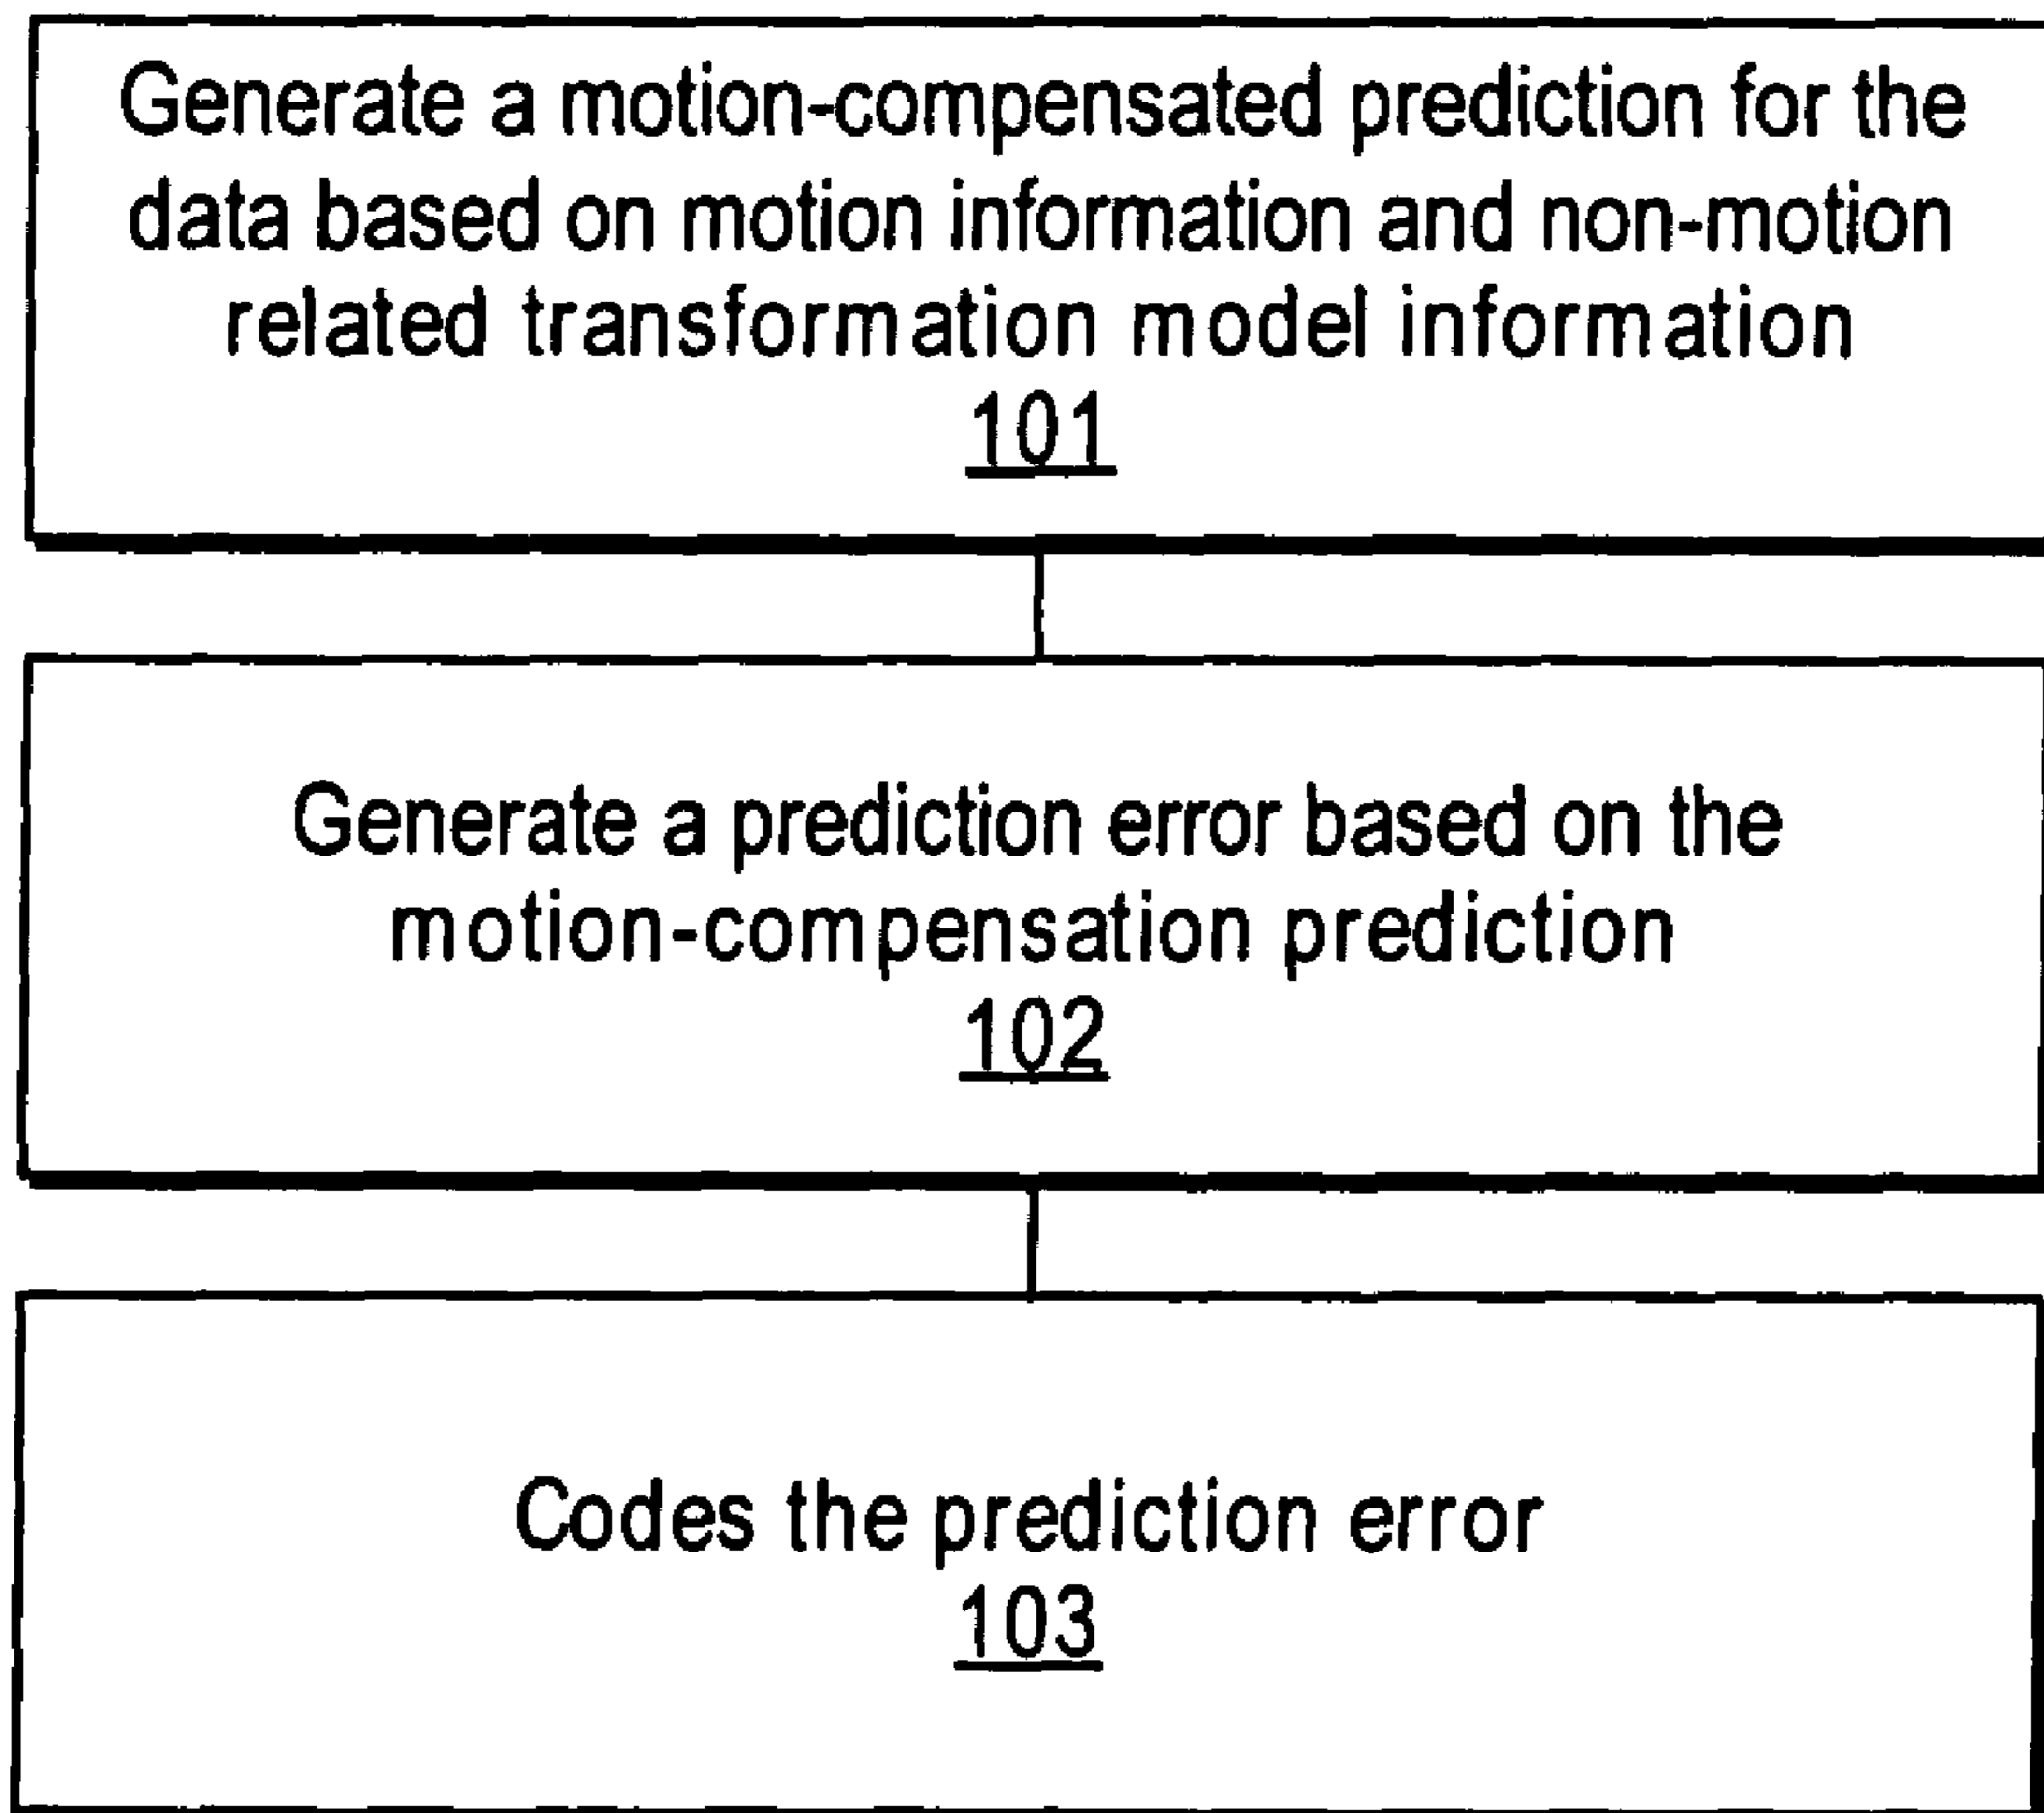 Generate a motion-compensated prediction for the
data based on motion information and non-motion
related transformation model information
101
Generate a prediction error based on the
motion-compensation prediction
102
Codes the prediction error
103